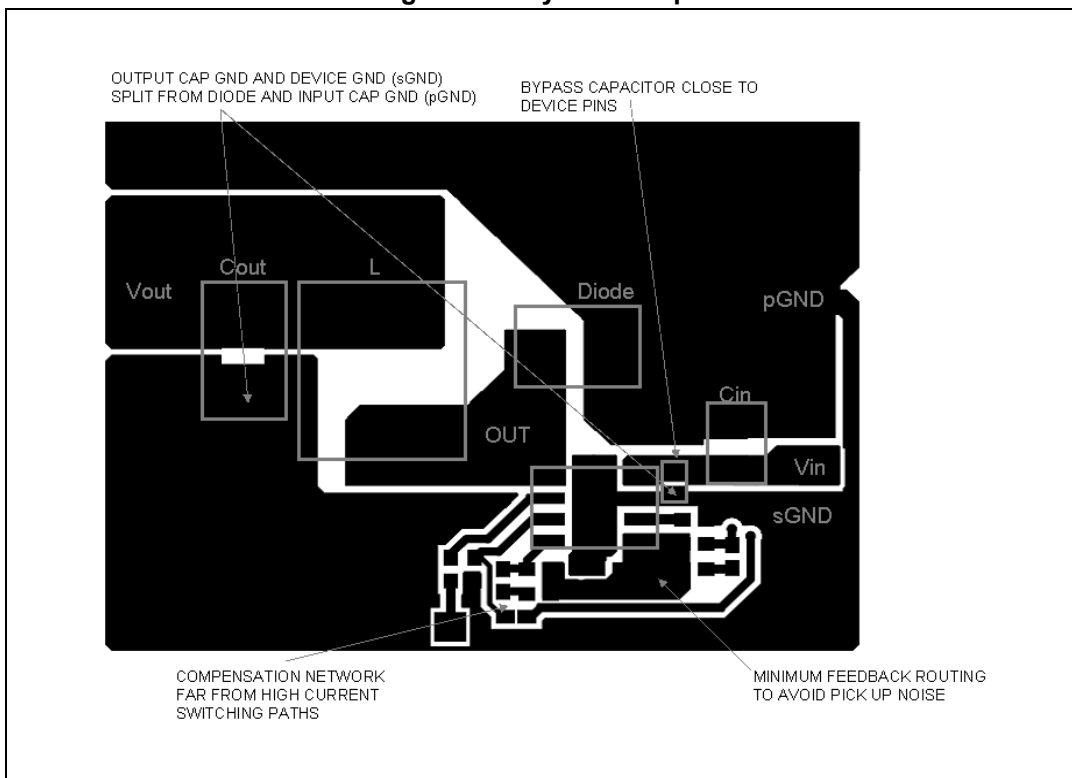 OUTPUT CAP GND AND DEVICE GND (sGND)
SPLIT FROM DIODE AND INPUT CAP GND (pGND)
BYPASS CAPACITOR CLOSE TO
DEVICE PINS
Cout
L
Vout
Diode
pGND
Cin
OUT
Vin
sGND
COMPENSATION NETWORK
FAR FROM HIGH CURRENT
SWITCHING PATHS
MINIMUM FEEDBACK ROUTING
TO AVOID PICK UP NOISE